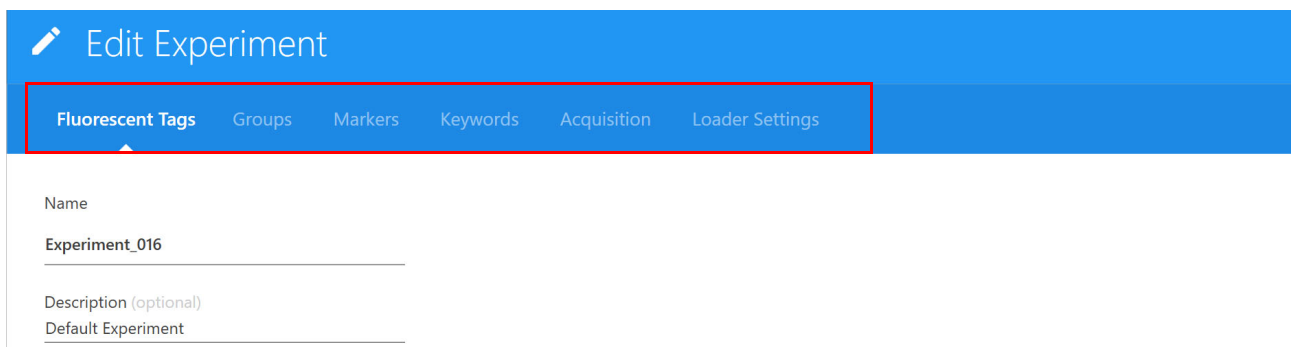 Edit Experiment
Fluorescent Tags Groups Markers Keywords Acquisition Loader Settings
Name
Experiment_016
Description (optional)
Default Experiment